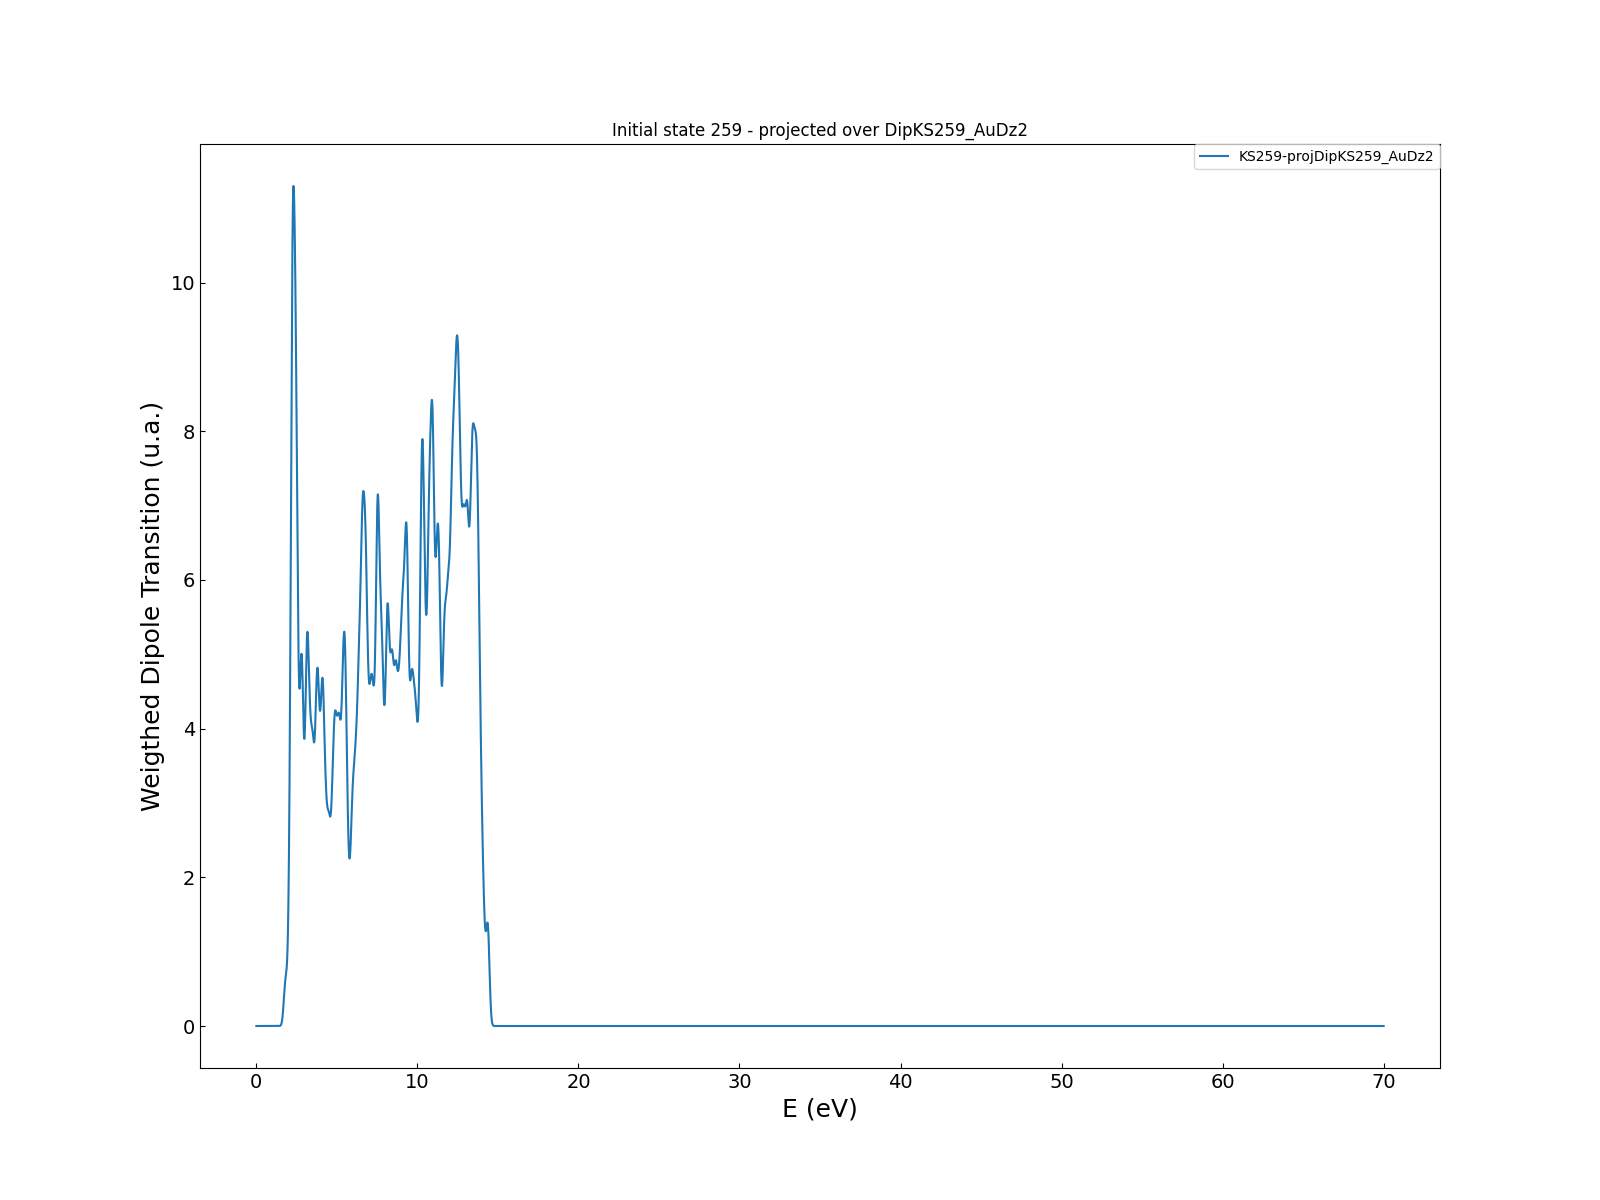 Initial state 259 - projected over DipKS259_AuDz2
KS259-projDipKS259_AuDz2
Weigthed Dipole Transition (u.a.)
10
8
6
4
2
0
0 10 20 30 40 50 60 70
E (eV)